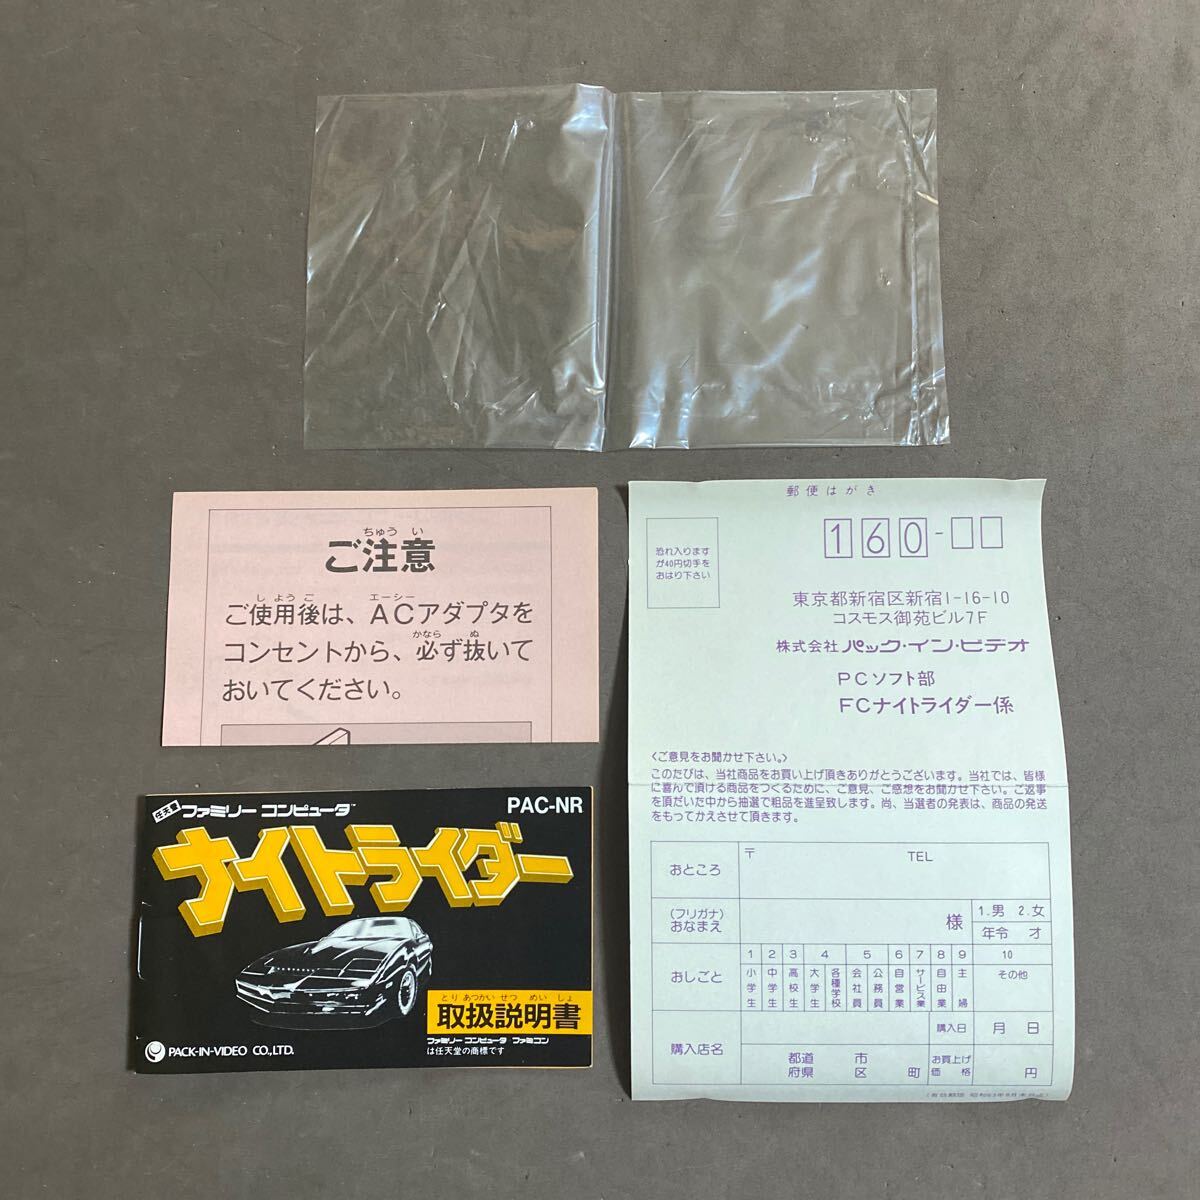 ちゅう い
ご注意
しようご
エーシー
ご使用後は、ACアダプタを
かなら ぬ
コンセントから、必ず抜いて
おいてください。
任天堂 ファミリー コンピュータ™
PAC-NR
ナイトライダー
とり あつかい せつ めい しょ
取扱説明書
ファミリー コンピュータ ファミコン
は任天堂の商標です
PACK-IN-VIDEO CO.,LTD.
郵便はがき
恐れ入ります
が40円切手を
おはり下さい
160-
東京都新宿区新宿1-16-10
コスモス御苑ビル7F
株式会社 パック・イン・ビデオ
PCソフト部
FCナイトライダー係
〈ご意見をお聞かせ下さい。〉
このたびは、当社商品をお買い上げ頂きありがとうございます。当社では、皆様
に喜んで頂ける商品をつくるために、ご意見、ご感想をお聞かせ下さい。ご返事
を頂だいた中から抽選で粗品を進呈致します。尚、当選者の発表は、商品の発送
をもってかえさせて頂きます。
おところ
〒
TEL
(フリガナ)
おなまえ
様
1.男 2.女
年令 才
おしごと
1 2 3 4 5 6 7 8 9 10
小学生 中学生 高校生 大学生 各種学校 会社員 公務員 自営業 サービス業 自由業 主婦 その他
購入店名
購入日 月 日
都道 市
府県 区 町
お買上げ
価格
円